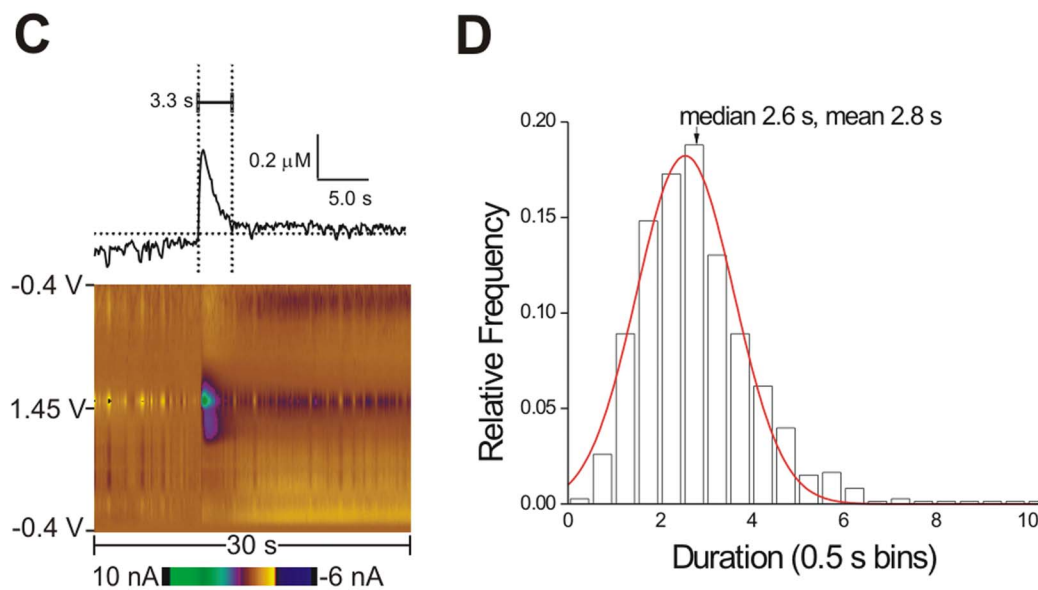 C
3.3 s
0.2 μM
5.0 s
-0.4 V
1.45 V
-0.4 V
30 s
10 nA
-6 nA
D
median 2.6 s, mean 2.8 s
0.20
0.15
0.10
0.05
0.00
0 2 4 6 8 10
Relative Frequency
Duration (0.5 s bins)